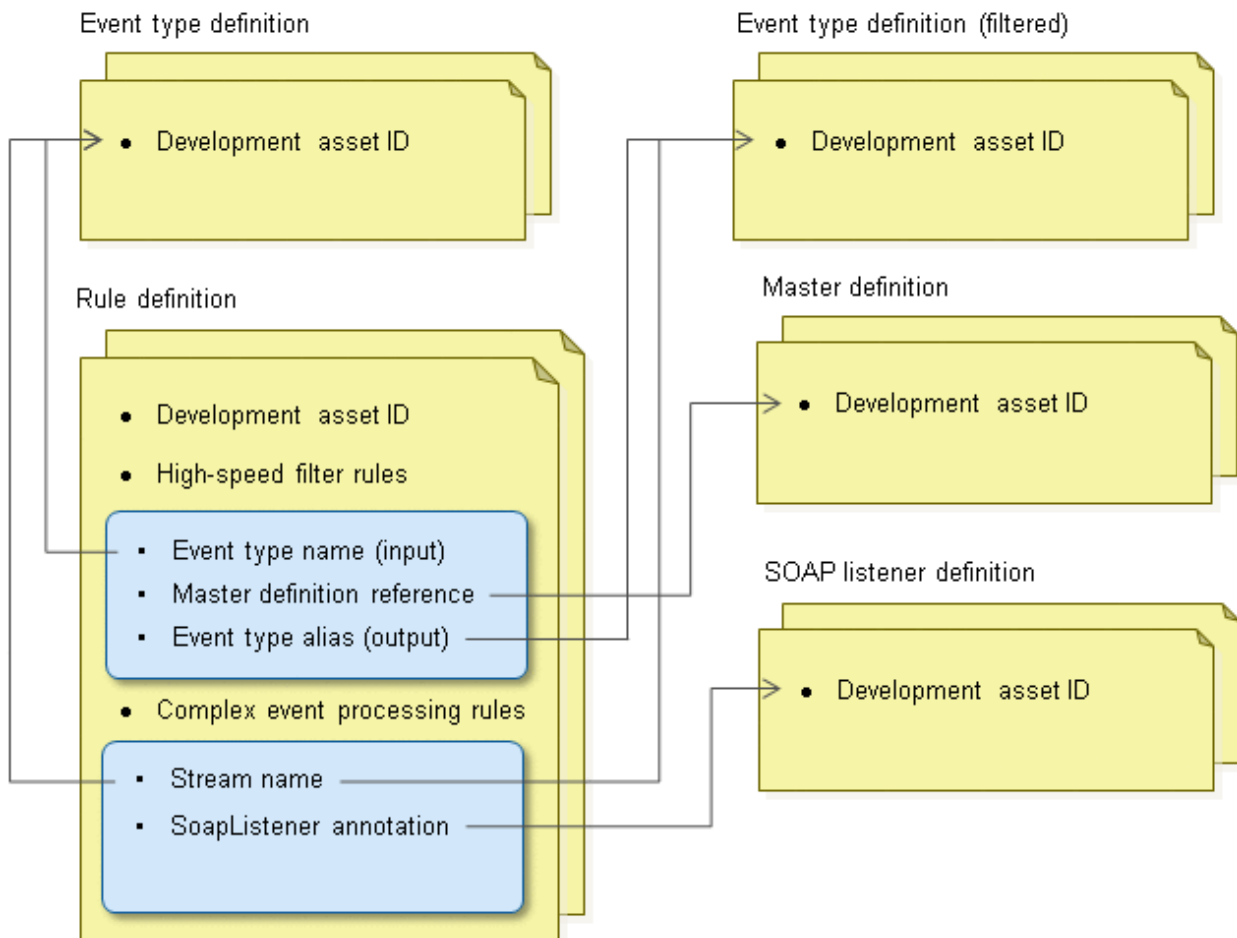 Event type definition
• Development asset ID
Event type definition (filtered)
• Development asset ID
Rule definition
• Development asset ID
• High-speed filter rules
▪ Event type name (input)
▪ Master definition reference
▪ Event type alias (output)
• Complex event processing rules
▪ Stream name
▪ SoapListener annotation
Master definition
• Development asset ID
SOAP listener definition
• Development asset ID